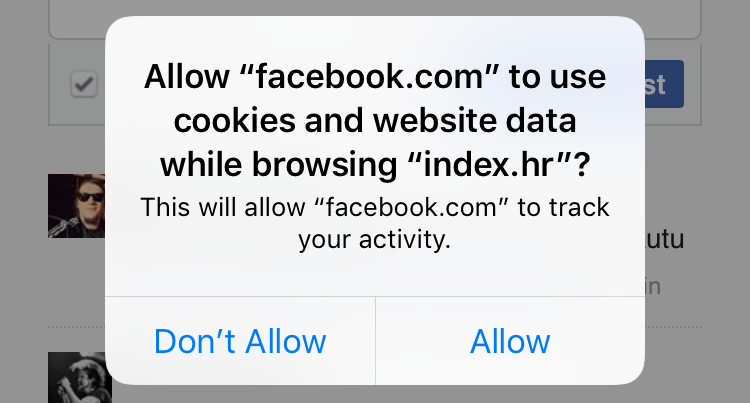 Allow “facebook.com” to use
cookies and website data
while browsing “index.hr”?
This will allow “facebook.com” to track
your activity.
Don’t Allow
Allow